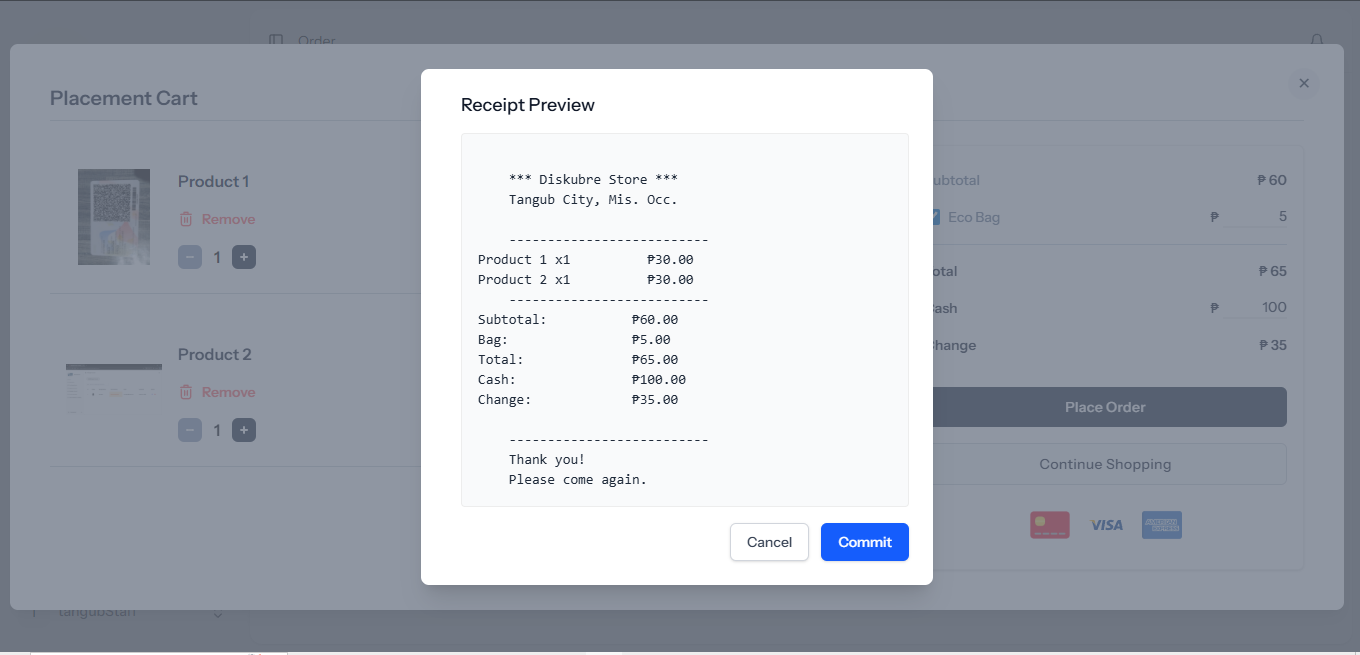 Order
Placement Cart
Product 1
Remove
1
Product 2
Remove
1
Receipt Preview
*** Diskubre Store ***
Tangub City, Mis. Occ.
--------------------------
Product 1 x1 ₱30.00
Product 2 x1 ₱30.00
--------------------------
Subtotal: ₱60.00
Bag: ₱5.00
Total: ₱65.00
Cash: ₱100.00
Change: ₱35.00
--------------------------
Thank you!
Please come again.
Cancel
Commit
ubtotal ₱ 60
Eco Bag ₱ 5
otal ₱ 65
ash ₱ 100
hange ₱ 35
Place Order
Continue Shopping
VISA
AMERICAN EXPRESS
tangubStaff